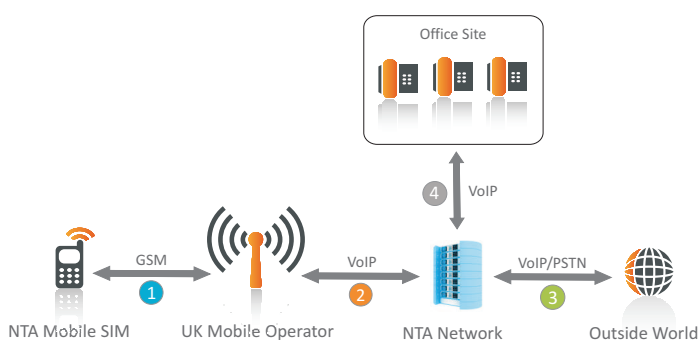 Office Site
4
VoIP
GSM
1
VoIP
2
VoIP/PSTN
3
NTA Mobile SIM
UK Mobile Operator
NTA Network
Outside World